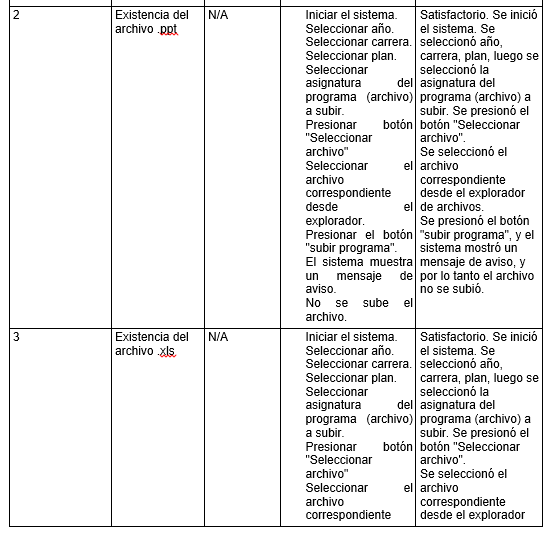 2
Existencia del
archivo .ppt
N/A
Iniciar el sistema.
Seleccionar año.
Seleccionar carrera.
Seleccionar plan.
Seleccionar
asignatura del
programa (archivo)
a subir.
Presionar botón
"Seleccionar
archivo"
Seleccionar el
archivo
correspondiente
desde el
explorador.
Presionar el botón
"subir programa".
El sistema muestra
un mensaje de
aviso.
No se sube el
archivo.
Satisfactorio. Se inició
el sistema. Se
seleccionó año,
carrera, plan, luego se
seleccionó la
asignatura del
programa (archivo) a
subir. Se presionó el
botón "Seleccionar
archivo".
Se seleccionó el
archivo
correspondiente
desde el explorador
de archivos.
Se presionó el botón
"subir programa", y el
sistema mostró un
mensaje de aviso, y
por lo tanto el archivo
no se subió.
3
Existencia del
archivo .xls
N/A
Iniciar el sistema.
Seleccionar año.
Seleccionar carrera.
Seleccionar plan.
Seleccionar
asignatura del
programa (archivo)
a subir.
Presionar botón
"Seleccionar
archivo"
Seleccionar el
archivo
correspondiente
Satisfactorio. Se inició
el sistema. Se
seleccionó año,
carrera, plan, luego se
seleccionó la
asignatura del
programa (archivo) a
subir. Se presionó el
botón "Seleccionar
archivo".
Se seleccionó el
archivo
correspondiente
desde el explorador